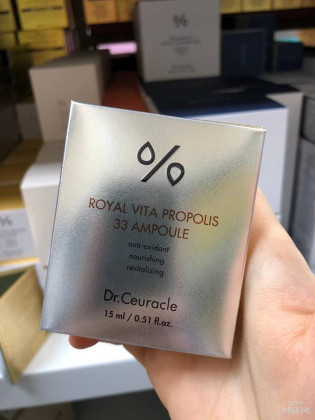 ROYAL VITA PROPOLIS
33 AMPOULE
anti-oxidant
nourishing
revitalizing
Dr.Ceuracle
15 ml / 0.51 fl.oz.